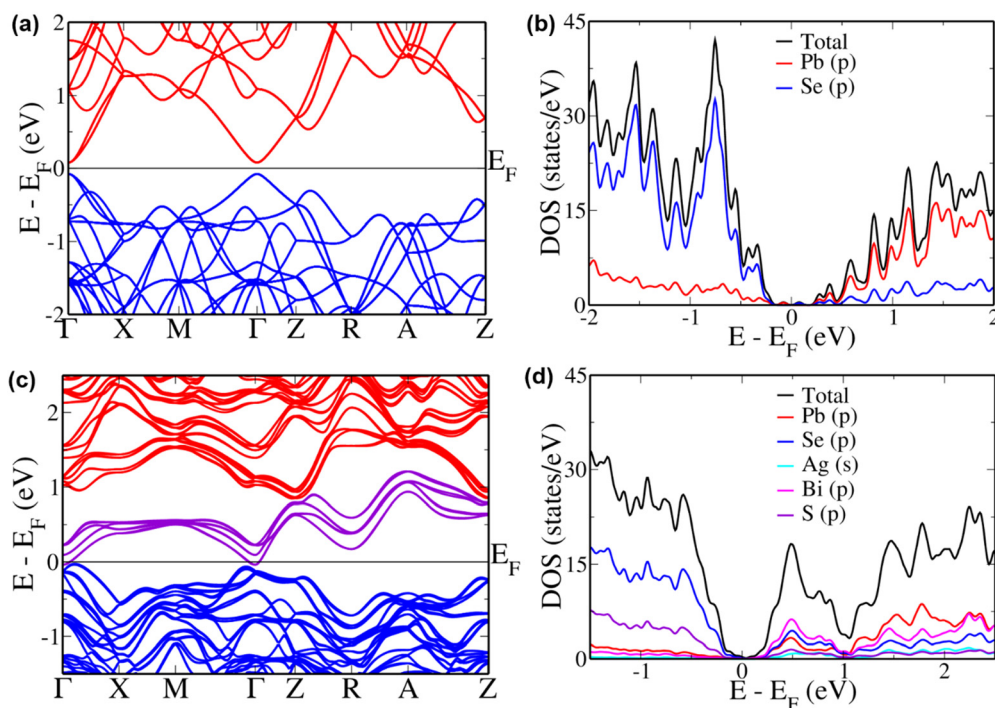 (a)
2
1
0
-1
-2
E - E_F (eV)
E_F
Γ X M Γ Z R A Z
(b)
45
30
15
0
DOS (states/eV)
Total
Pb (p)
Se (p)
-2 -1 0 1 2
E - E_F (eV)
(c)
2
1
0
-1
E - E_F (eV)
E_F
Γ X M Γ Z R A Z
(d)
45
30
15
0
DOS (states/eV)
Total
Pb (p)
Se (p)
Ag (s)
Bi (p)
S (p)
-1 0 1 2
E - E_F (eV)